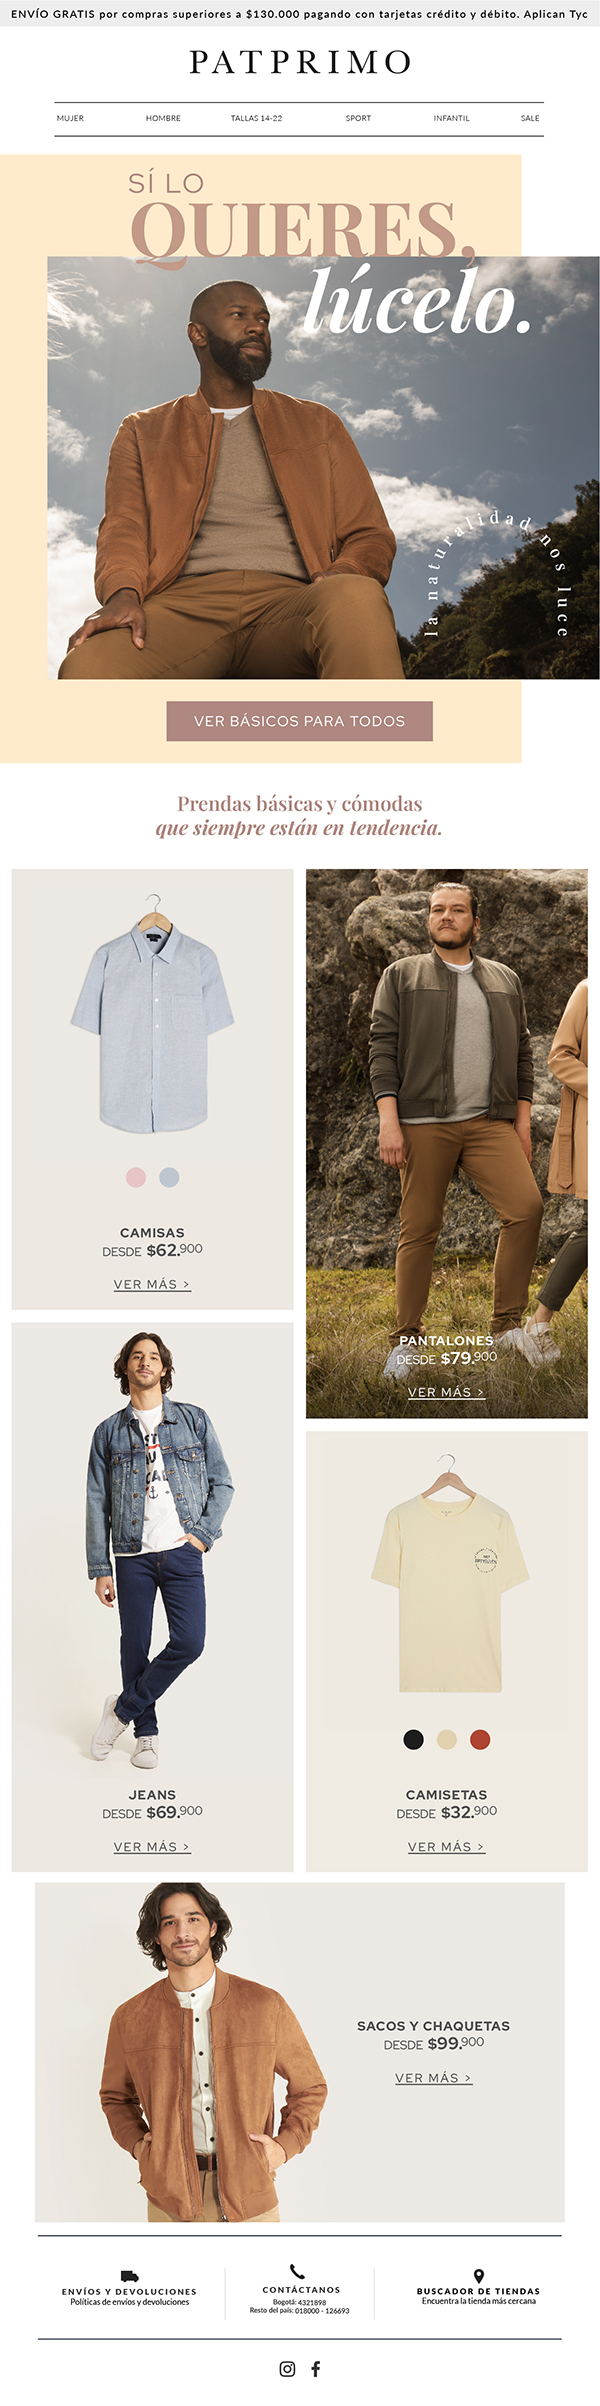 ENVÍO GRATIS por compras superiores a $130.000 pagando con tarjetas crédito y débito. Aplican Tyc
PATPRIMO
MUJER HOMBRE TALLAS 14-22 SPORT INFANTIL SALE
SÍ LO
QUIERES,
lúcelo.
la naturalidad nos luce
VER BÁSICOS PARA TODOS
Prendas básicas y cómodas
que siempre están en tendencia.
CAMISAS
DESDE $62.900
VER MÁS >
PANTALONES
DESDE $79.900
VER MÁS >
JEANS
DESDE $69.900
VER MÁS >
CAMISETAS
DESDE $32.900
VER MÁS >
SACOS Y CHAQUETAS
DESDE $99.900
VER MÁS >
ENVÍOS Y DEVOLUCIONES
Políticas de envíos y devoluciones
CONTÁCTANOS
Bogotá: 4321898
Resto del país: 018000 - 126693
BUSCADOR DE TIENDAS
Encuentra la tienda más cercana